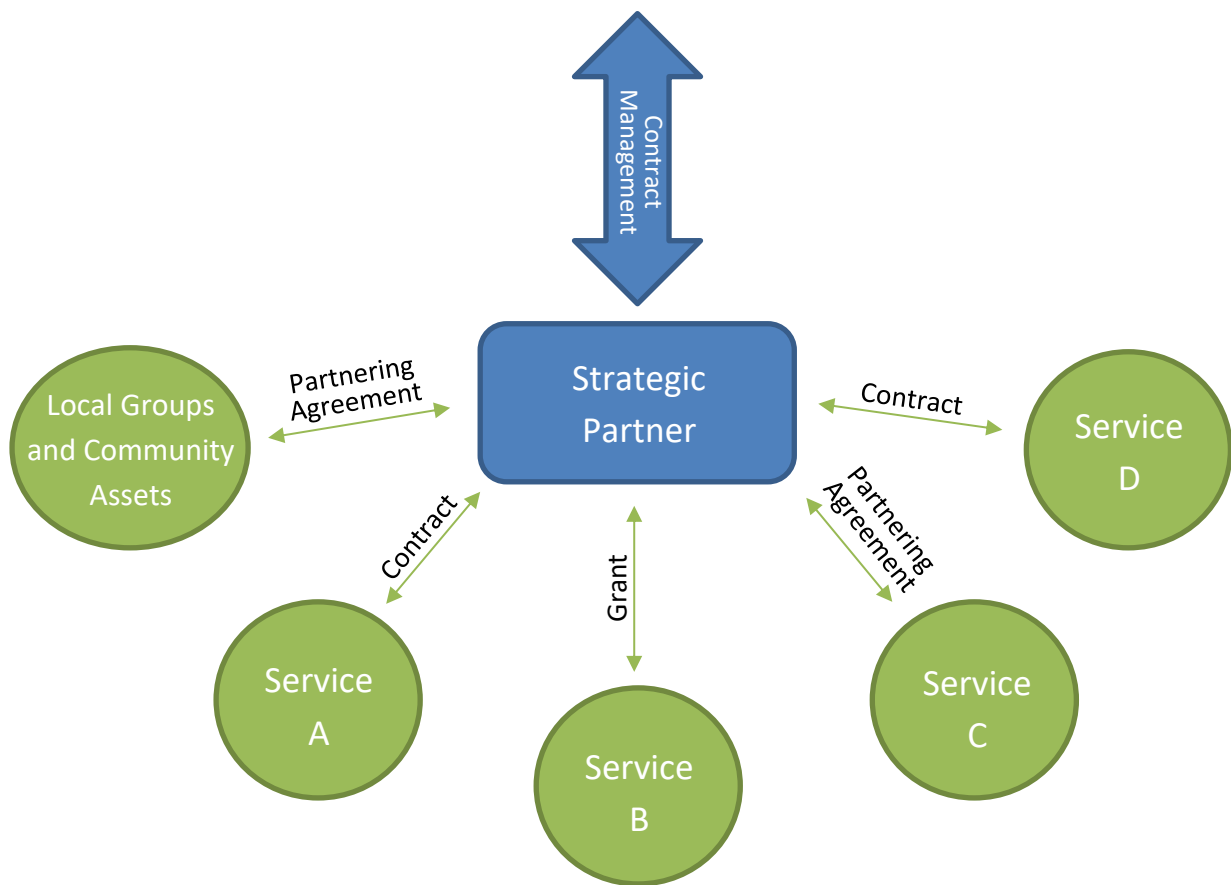 Contract
Management
Strategic
Partner
Partnering
Agreement
Local Groups
and Community
Assets
Contract
Service
D
Contract
Service
A
Grant
Service
B
Partnering
Agreement
Service
C